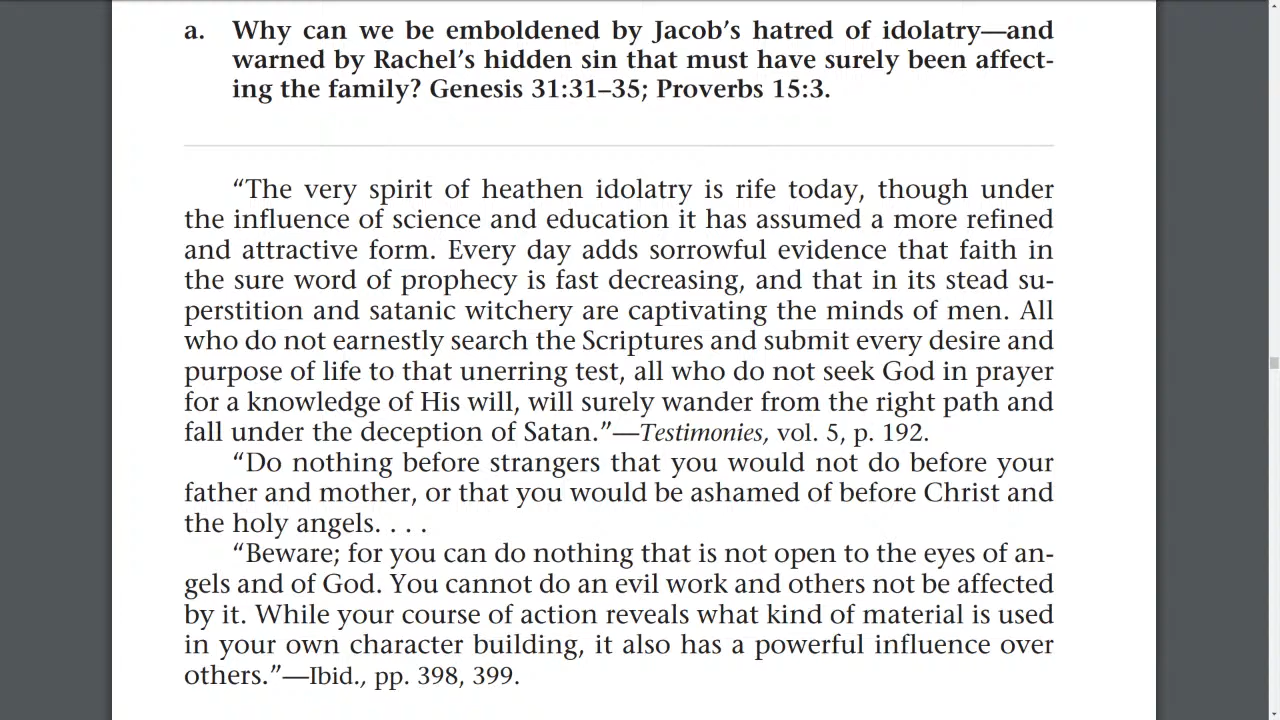 a. Why can we be emboldened by Jacob’s hatred of idolatry—and
warned by Rachel’s hidden sin that must have surely been affect-
ing the family? Genesis 31:31–35; Proverbs 15:3.
“The very spirit of heathen idolatry is rife today, though under
the influence of science and education it has assumed a more refined
and attractive form. Every day adds sorrowful evidence that faith in
the sure word of prophecy is fast decreasing, and that in its stead su-
perstition and satanic witchery are captivating the minds of men. All
who do not earnestly search the Scriptures and submit every desire and
purpose of life to that unerring test, all who do not seek God in prayer
for a knowledge of His will, will surely wander from the right path and
fall under the deception of Satan.”—Testimonies, vol. 5, p. 192.
“Do nothing before strangers that you would not do before your
father and mother, or that you would be ashamed of before Christ and
the holy angels. . . .
“Beware; for you can do nothing that is not open to the eyes of an-
gels and of God. You cannot do an evil work and others not be affected
by it. While your course of action reveals what kind of material is used
in your own character building, it also has a powerful influence over
others.”—Ibid., pp. 398, 399.